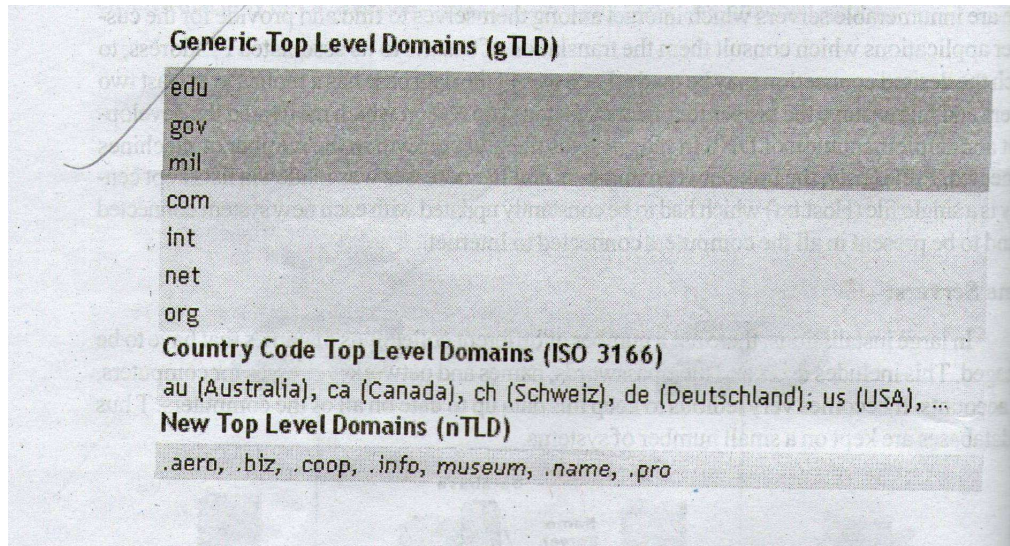 Generic Top Level Domains (gTLD)
edu
gov
mil
com
int
net
org
Country Code Top Level Domains (ISO 3166)
au (Australia), ca (Canada), ch (Schweiz), de (Deutschland); us (USA),
New Top Level Domains (nTLD)
.aero, .biz, .coop, .info, museum, .name, .pro